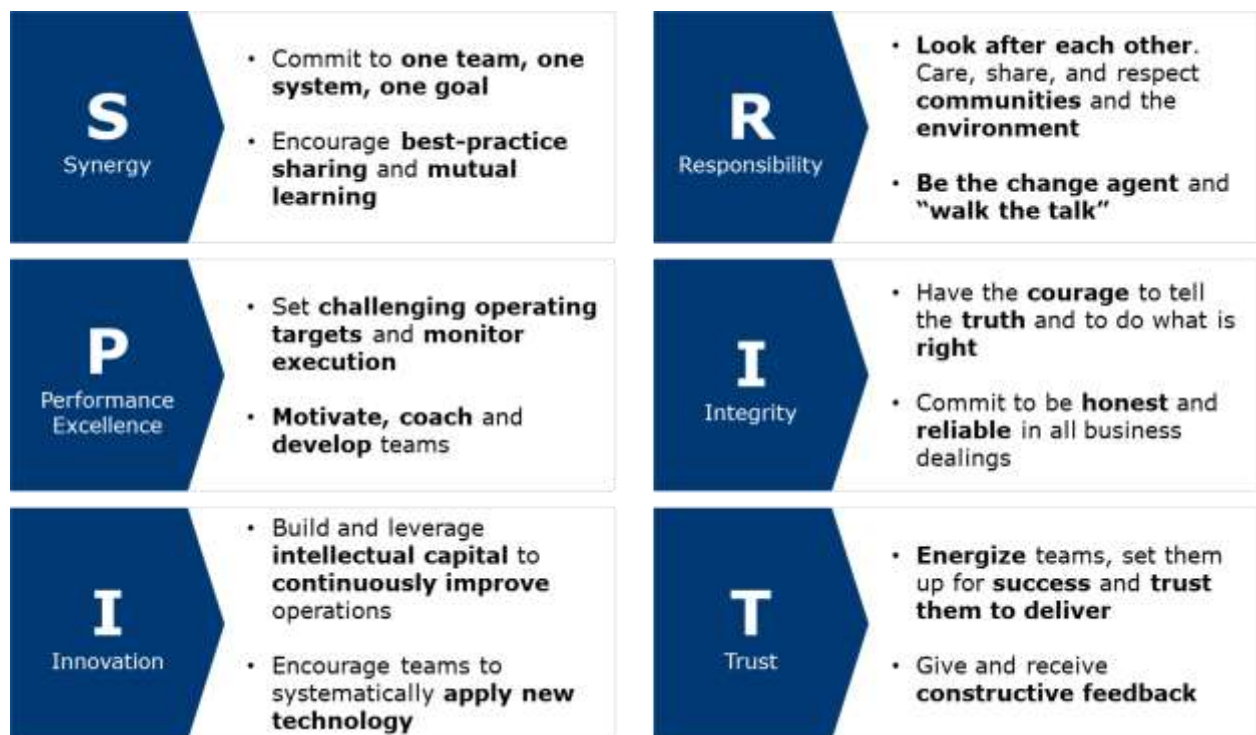 S
Synergy
• Commit to one team, one
system, one goal
• Encourage best-practice
sharing and mutual
learning
R
Responsibility
• Look after each other.
Care, share, and respect
communities and the
environment
• Be the change agent and
“walk the talk”
P
Performance
Excellence
• Set challenging operating
targets and monitor
execution
• Motivate, coach and
develop teams
I
Integrity
• Have the courage to tell
the truth and to do what is
right
• Commit to be honest and
reliable in all business
dealings
I
Innovation
• Build and leverage
intellectual capital to
continuously improve
operations
• Encourage teams to
systematically apply new
technology
T
Trust
• Energize teams, set them
up for success and trust
them to deliver
• Give and receive
constructive feedback